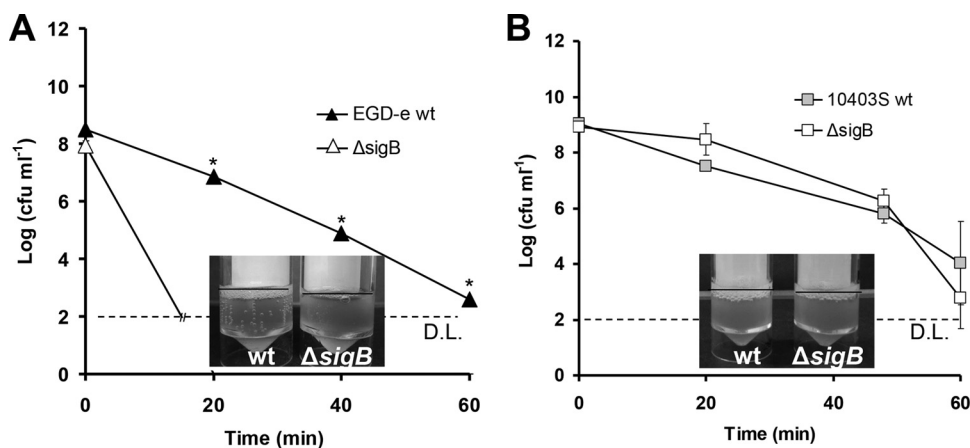 A
12
10
8
6
4
2
0
Log (cfu ml-1)
EGD-e wt
ΔsigB
*
*
*
wt
ΔsigB
D.L.
0
20
40
60
Time (min)
B
12
10
8
6
4
2
0
Log (cfu ml-1)
10403S wt
ΔsigB
wt
ΔsigB
D.L.
0
20
40
60
Time (min)